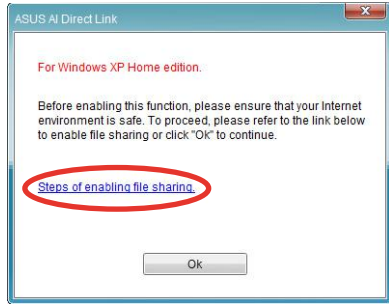 ASUS AI Direct Link
For Windows XP Home edition.
Before enabling this function, please ensure that your Internet
environment is safe. To proceed, please refer to the link below
to enable file sharing or click "Ok" to continue.
Steps of enabling file sharing.
Ok